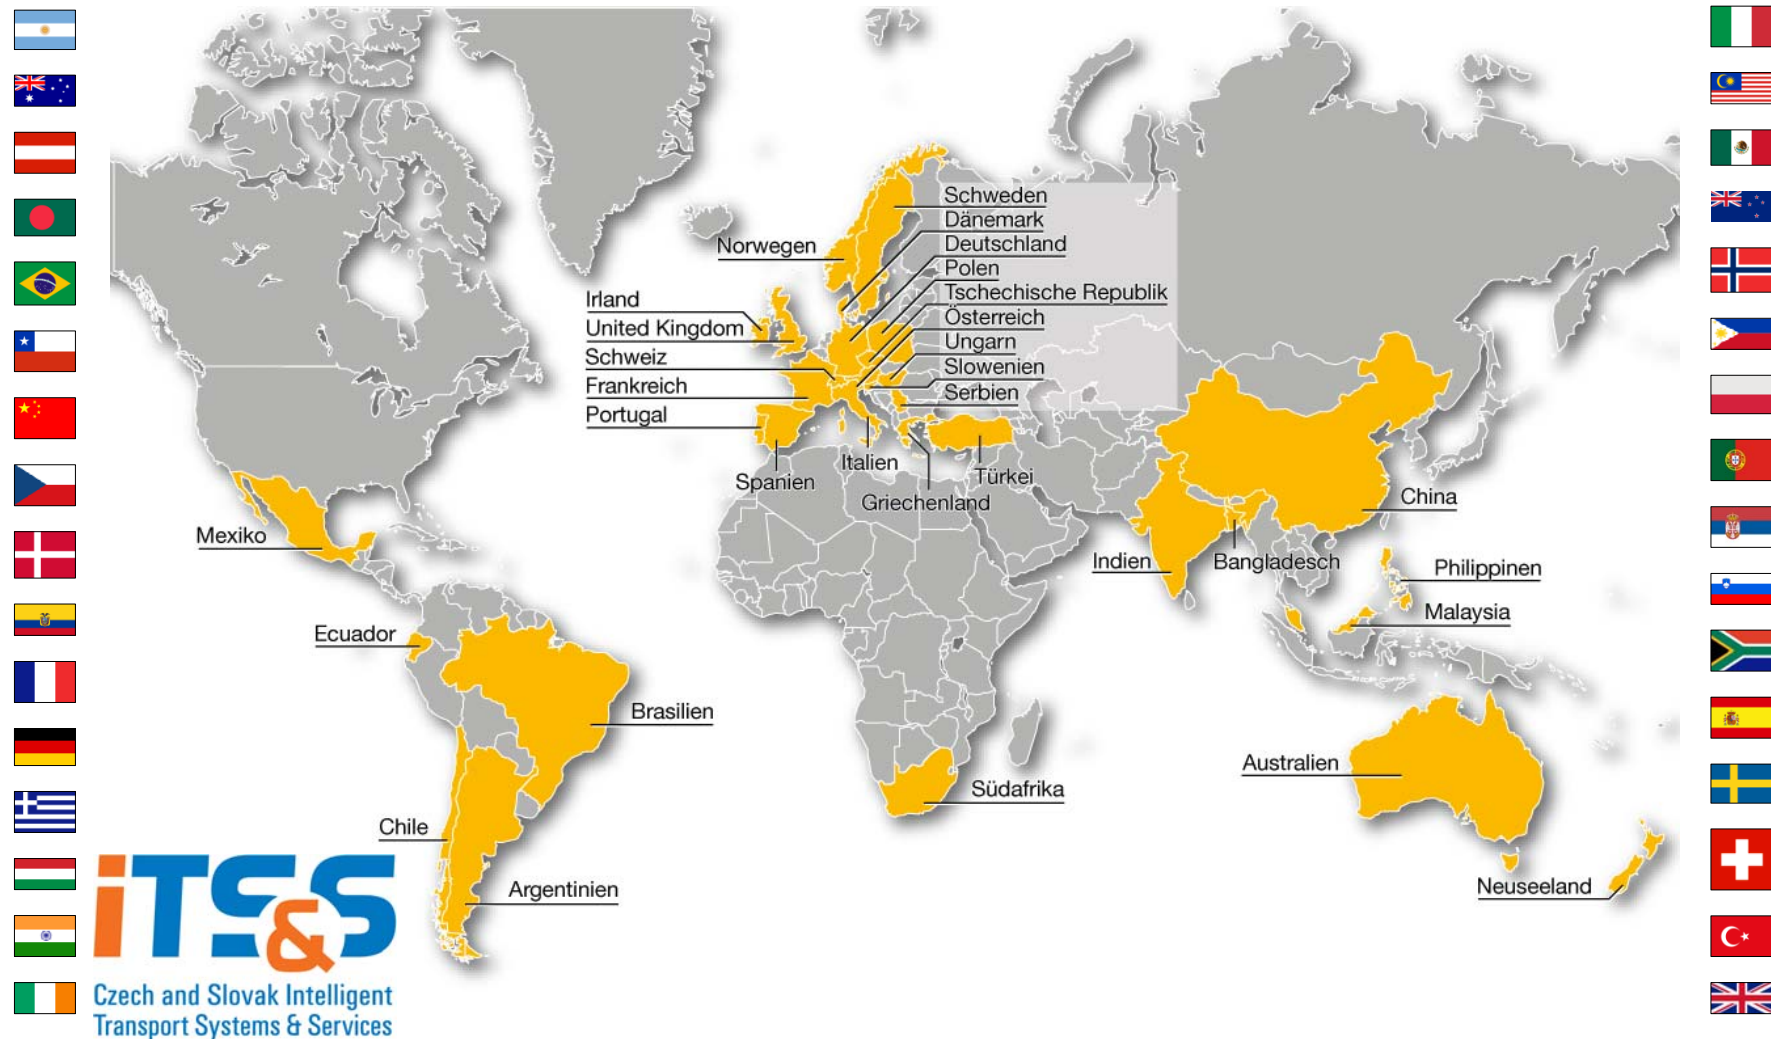 Schweden
Dänemark
Norwegen
Deutschland
Polen
Irland
Tschechische Republik
United Kingdom
Österreich
Ungarn
Schweiz
Slowenien
Frankreich
Serbien
Portugal
Italien
Spanien
Türkei
Griechenland
China
Mexiko
Indien
Bangladesch
Philippinen
Malaysia
Ecuador
Brasilien
Australien
Südafrika
Chile
Argentinien
Neuseeland
iTS&S
Czech and Slovak Intelligent
Transport Systems & Services